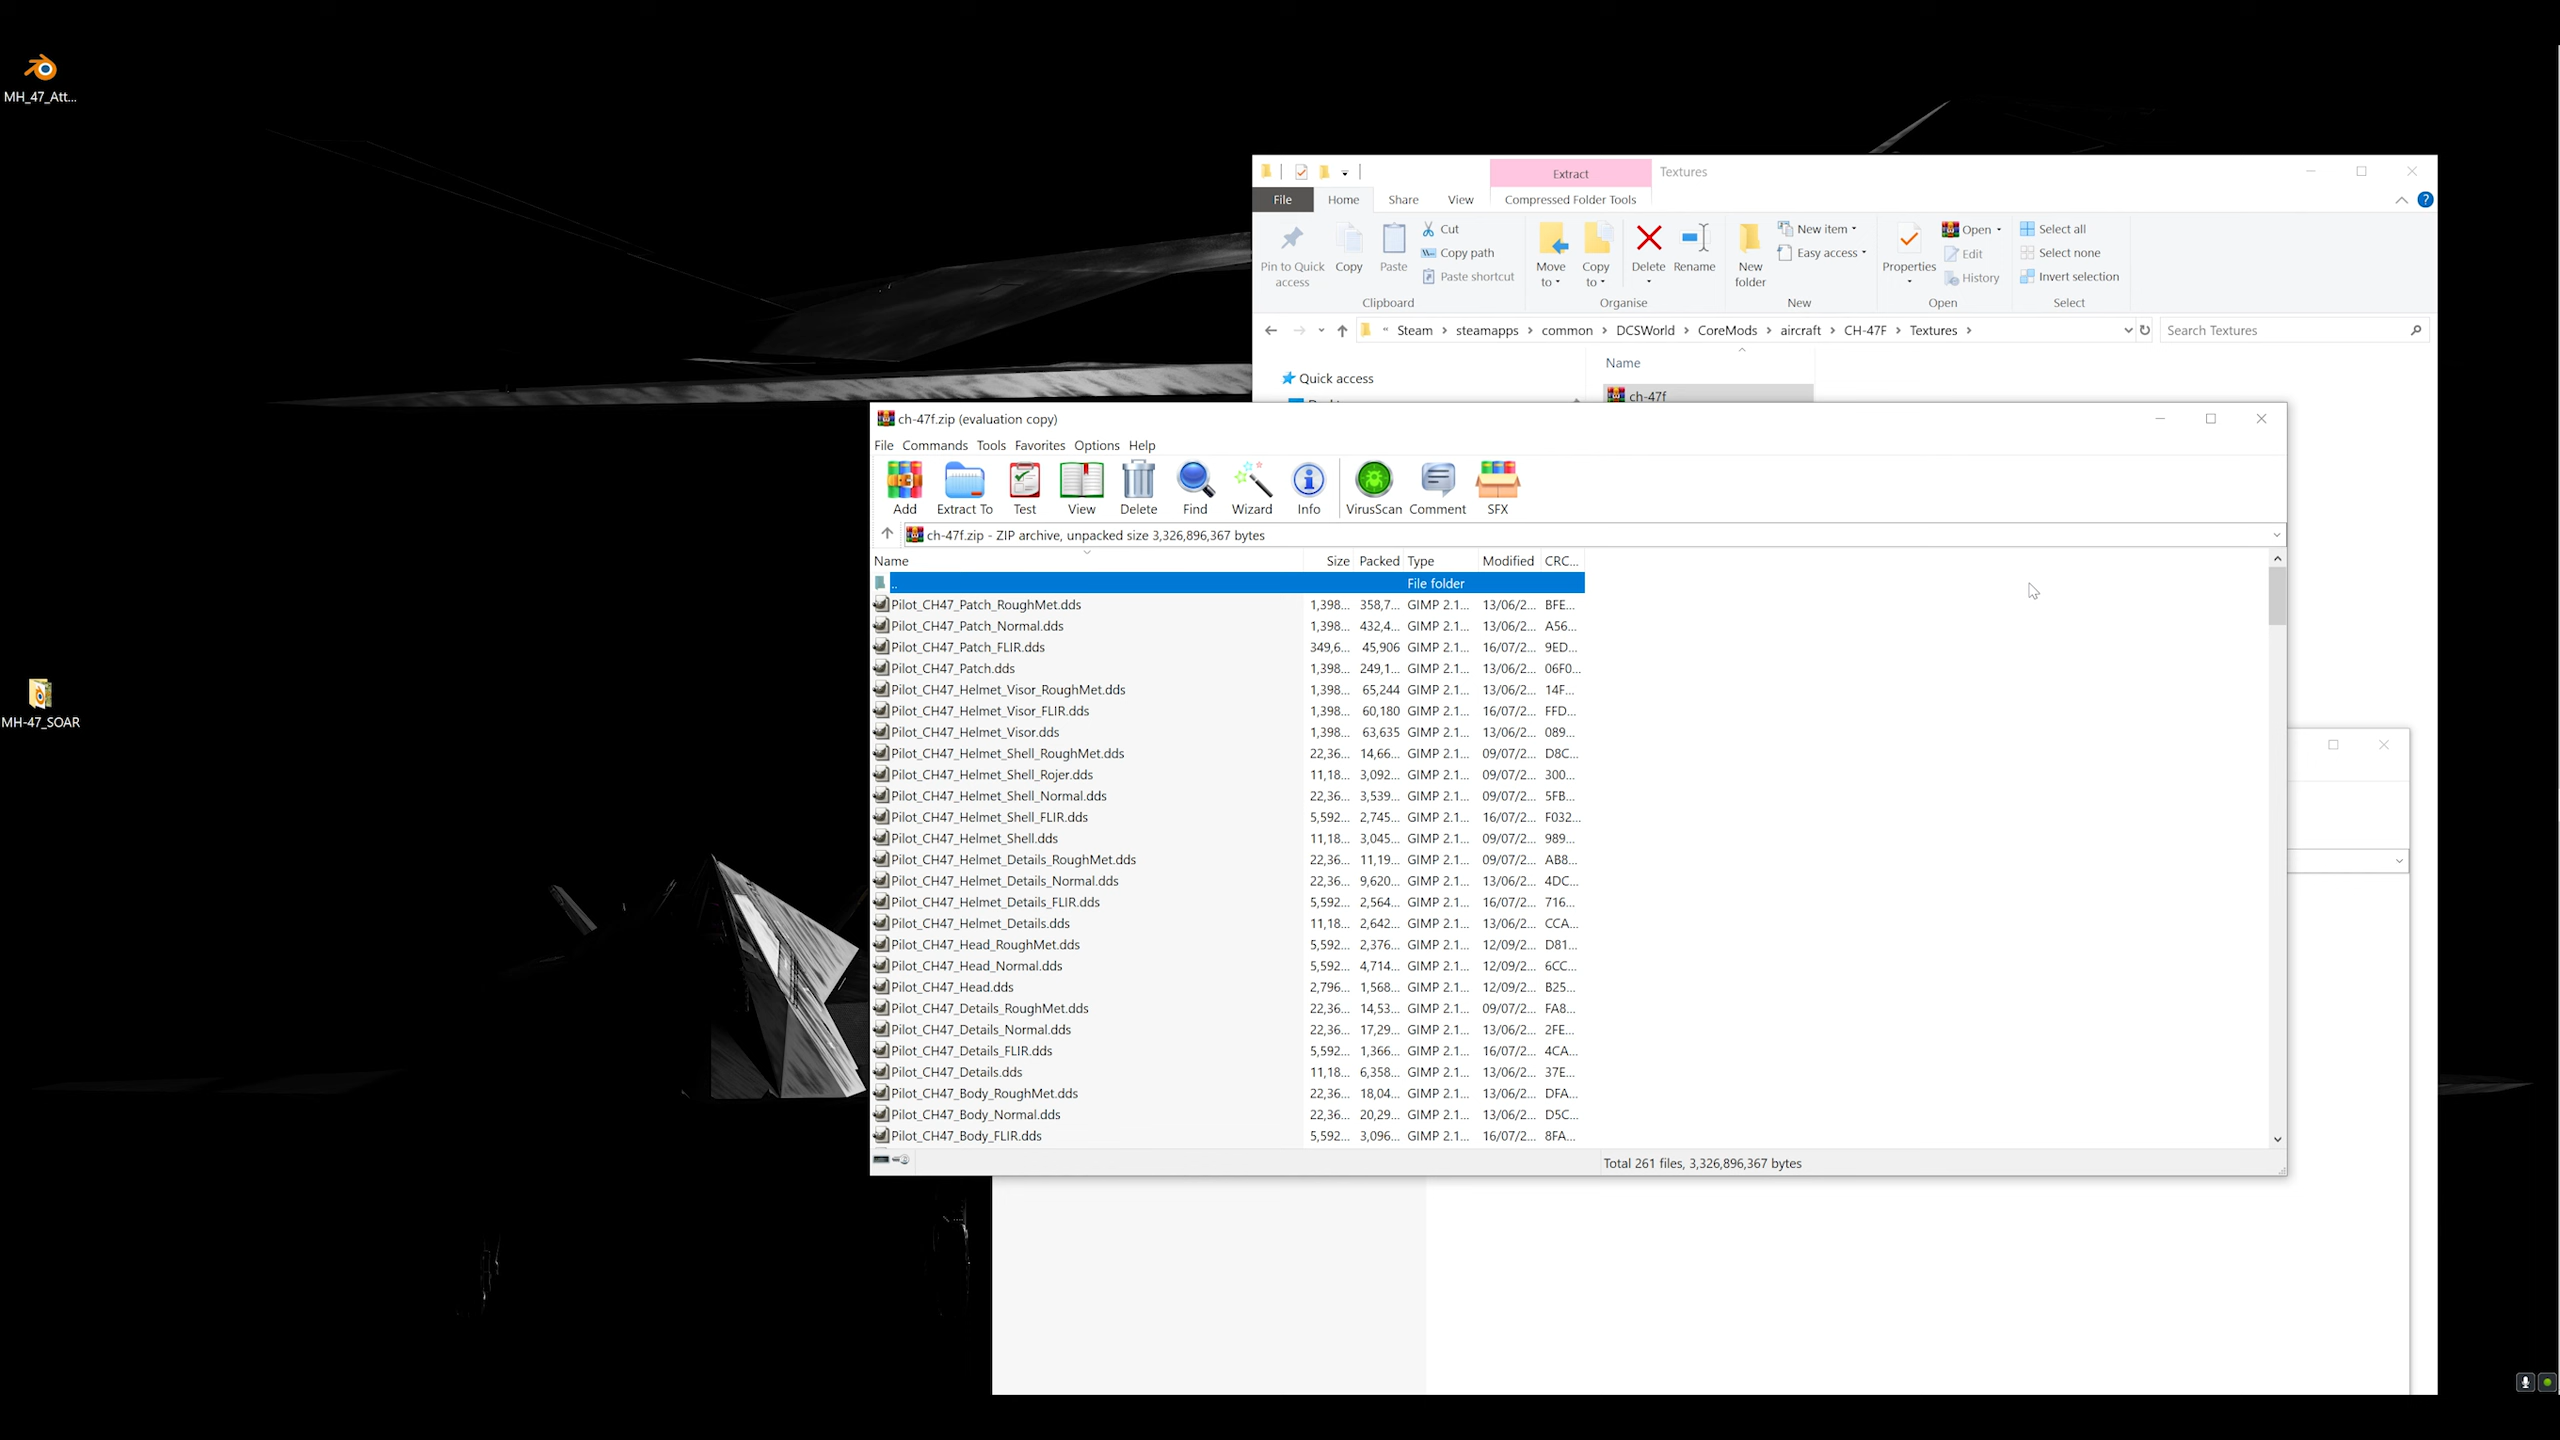 MH_47_Att...
MH-47_SOAR
Extract
Textures
File
Home
Share
View
Compressed Folder Tools
Pin to Quick access
Copy
Paste
Cut
Copy path
Paste shortcut
Clipboard
Move to
Copy to
Delete
Rename
Organise
New folder
New item
Easy access
New
Properties
Open
Edit
History
Open
Select all
Select none
Invert selection
Select
« Steam › steamapps › common › DCSWorld › CoreMods › aircraft › CH-47F › Textures ›
Search Textures
Quick access
Name
ch-47f
ch-47f.zip (evaluation copy)
File Commands Tools Favorites Options Help
Add Extract To Test View Delete Find Wizard Info VirusScan Comment SFX
ch-47f.zip - ZIP archive, unpacked size 3,326,896,367 bytes
Name Size Packed Type Modified CRC...
.. File folder
Pilot_CH47_Patch_RoughMet.dds 1,398... 358,7... GIMP 2.1... 13/06/2... BFE...
Pilot_CH47_Patch_Normal.dds 1,398... 432,4... GIMP 2.1... 13/06/2... A56...
Pilot_CH47_Patch_FLIR.dds 349,6... 45,906 GIMP 2.1... 16/07/2... 9ED...
Pilot_CH47_Patch.dds 1,398... 249,1... GIMP 2.1... 13/06/2... 06F0...
Pilot_CH47_Helmet_Visor_RoughMet.dds 1,398... 65,244 GIMP 2.1... 13/06/2... 14F...
Pilot_CH47_Helmet_Visor_FLIR.dds 1,398... 60,180 GIMP 2.1... 16/07/2... FFD...
Pilot_CH47_Helmet_Visor.dds 1,398... 63,635 GIMP 2.1... 13/06/2... 089...
Pilot_CH47_Helmet_Shell_RoughMet.dds 22,36... 14,66... GIMP 2.1... 09/07/2... D8C...
Pilot_CH47_Helmet_Shell_Rojer.dds 11,18... 3,092... GIMP 2.1... 09/07/2... 300...
Pilot_CH47_Helmet_Shell_Normal.dds 22,36... 3,539... GIMP 2.1... 09/07/2... 5FB...
Pilot_CH47_Helmet_Shell_FLIR.dds 5,592... 2,745... GIMP 2.1... 16/07/2... F032...
Pilot_CH47_Helmet_Shell.dds 11,18... 3,045... GIMP 2.1... 09/07/2... 989...
Pilot_CH47_Helmet_Details_RoughMet.dds 22,36... 11,19... GIMP 2.1... 09/07/2... AB8...
Pilot_CH47_Helmet_Details_Normal.dds 22,36... 9,620... GIMP 2.1... 13/06/2... 4DC...
Pilot_CH47_Helmet_Details_FLIR.dds 5,592... 2,564... GIMP 2.1... 16/07/2... 716...
Pilot_CH47_Helmet_Details.dds 11,18... 2,642... GIMP 2.1... 13/06/2... CCA...
Pilot_CH47_Head_RoughMet.dds 5,592... 2,376... GIMP 2.1... 12/09/2... D81...
Pilot_CH47_Head_Normal.dds 5,592... 4,714... GIMP 2.1... 12/09/2... 6CC...
Pilot_CH47_Head.dds 2,796... 1,568... GIMP 2.1... 12/09/2... B25...
Pilot_CH47_Details_RoughMet.dds 22,36... 14,53... GIMP 2.1... 09/07/2... FA8...
Pilot_CH47_Details_Normal.dds 22,36... 17,29... GIMP 2.1... 13/06/2... 2FE...
Pilot_CH47_Details_FLIR.dds 5,592... 1,366... GIMP 2.1... 16/07/2... 4CA...
Pilot_CH47_Details.dds 11,18... 6,358... GIMP 2.1... 13/06/2... 37E...
Pilot_CH47_Body_RoughMet.dds 22,36... 18,04... GIMP 2.1... 13/06/2... DFA...
Pilot_CH47_Body_Normal.dds 22,36... 20,29... GIMP 2.1... 13/06/2... D5C...
Pilot_CH47_Body_FLIR.dds 5,592... 3,096... GIMP 2.1... 16/07/2... 8FA...
Total 261 files, 3,326,896,367 bytes